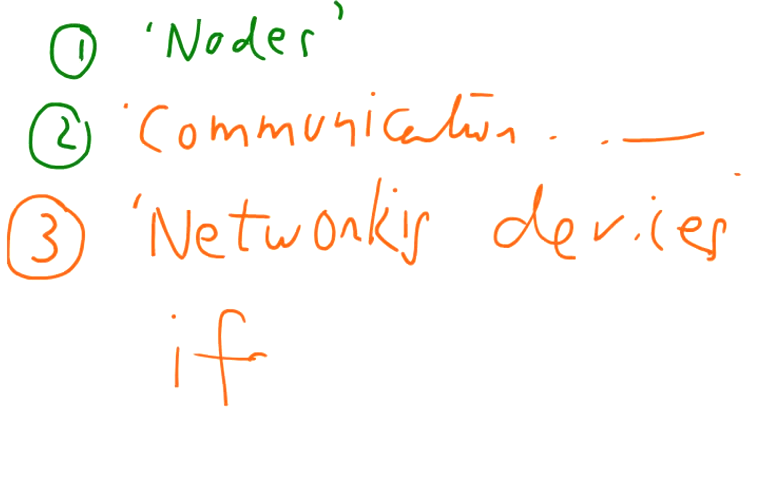 ① 'Nodes'
② 'Communication . . —
③ 'Networking devices'
if